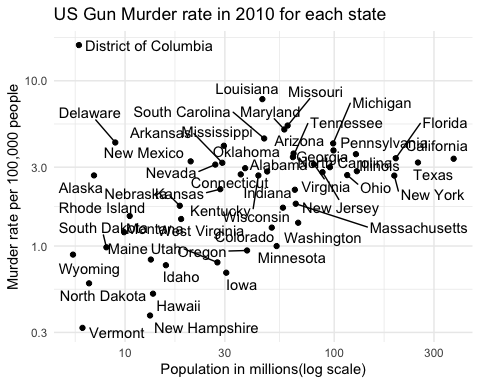 US Gun Murder rate in 2010 for each state
District of Columbia
10.0
Louisiana
Missouri
Delaware
South Carolina
Maryland
Michigan
Tennessee
Florida
Arkansas
Mississippi
Arizona
Pennsylvania
California
New Mexico
Oklahoma
Georgia
3.0
Nevada
Alabama
Carolina
Illinois
Texas
Alaska
Connecticut
Ohio
Nebraska
Kansas
Indiana
Virginia
New York
Rhode Island
Kentucky
New Jersey
Wisconsin
South Dakota
Montana
West Virginia
Massachusetts
1.0
Maine
Utah
Oregon
Colorado
Washington
Wyoming
Idaho
Minnesota
North Dakota
Iowa
Hawaii
0.3
Vermont
New Hampshire
10
30
100
300
Population in millions(log scale)
Murder rate per 100,000 people